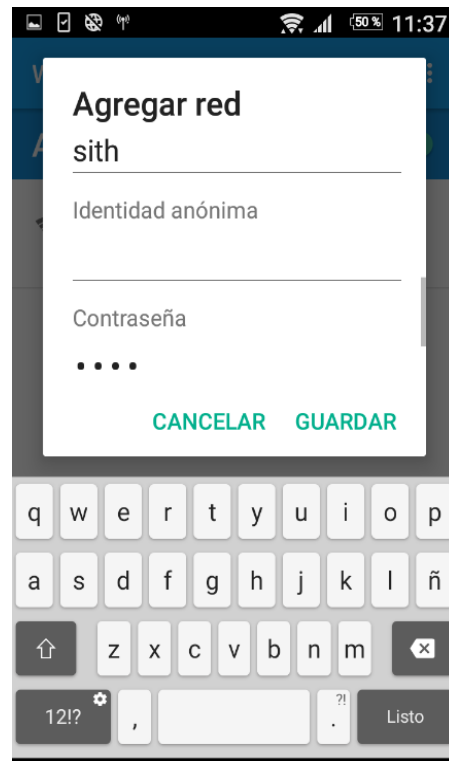 50 % 11:37
W
Agregar red
A
sith
Identidad anónima
Contraseña
••••
CANCELAR GUARDAR
q w e r t y u i o p
a s d f g h j k l ñ
z x c v b n m
12!? , ?! . Listo